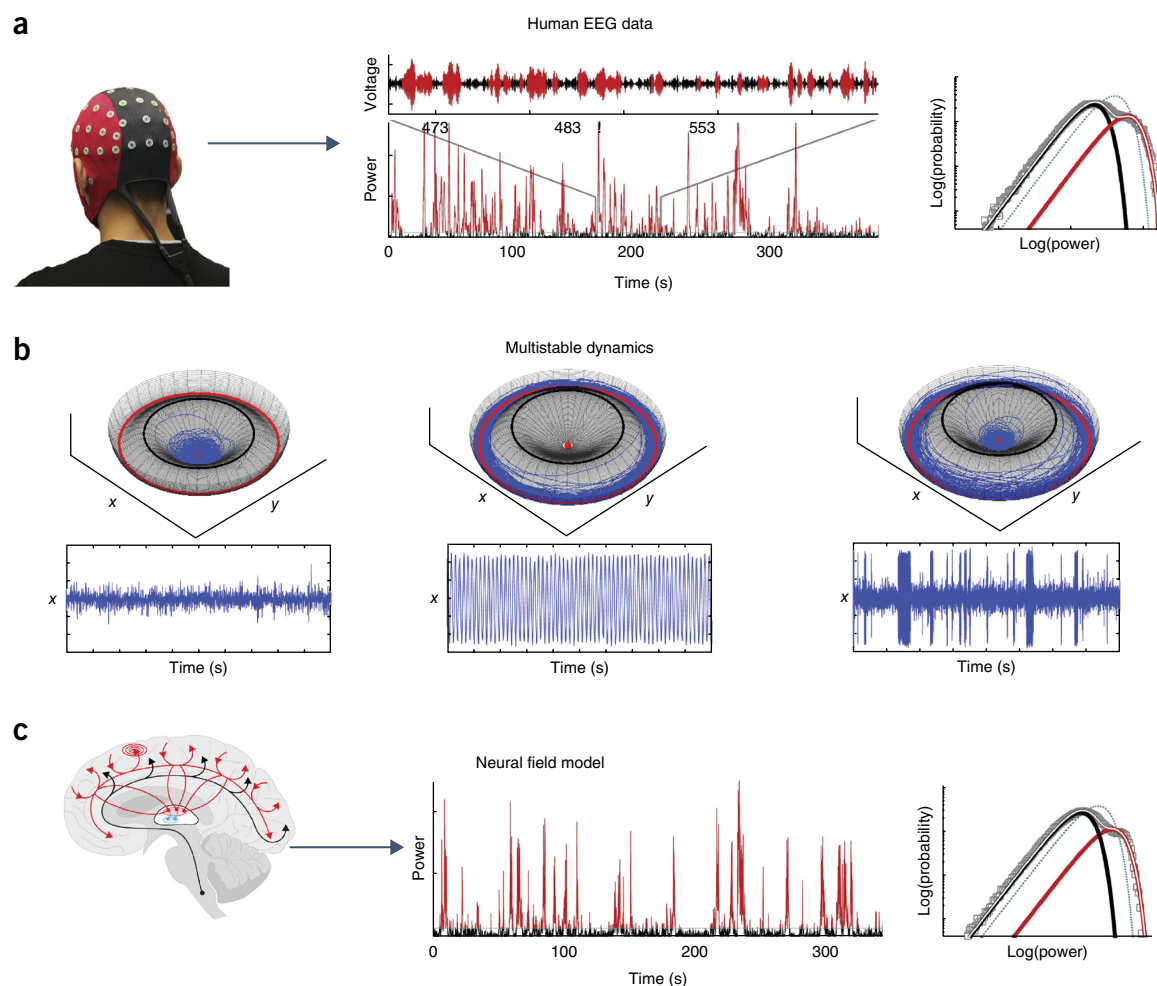 a
Human EEG data
Voltage
473 483 553
Power
0 100 200 300
Time (s)
Log(probability)
Log(power)
b
Multistable dynamics
x y
x y
x y
x
Time (s)
x
Time (s)
x
Time (s)
c
Neural field model
Power
0 100 200 300
Time (s)
Log(probability)
Log(power)